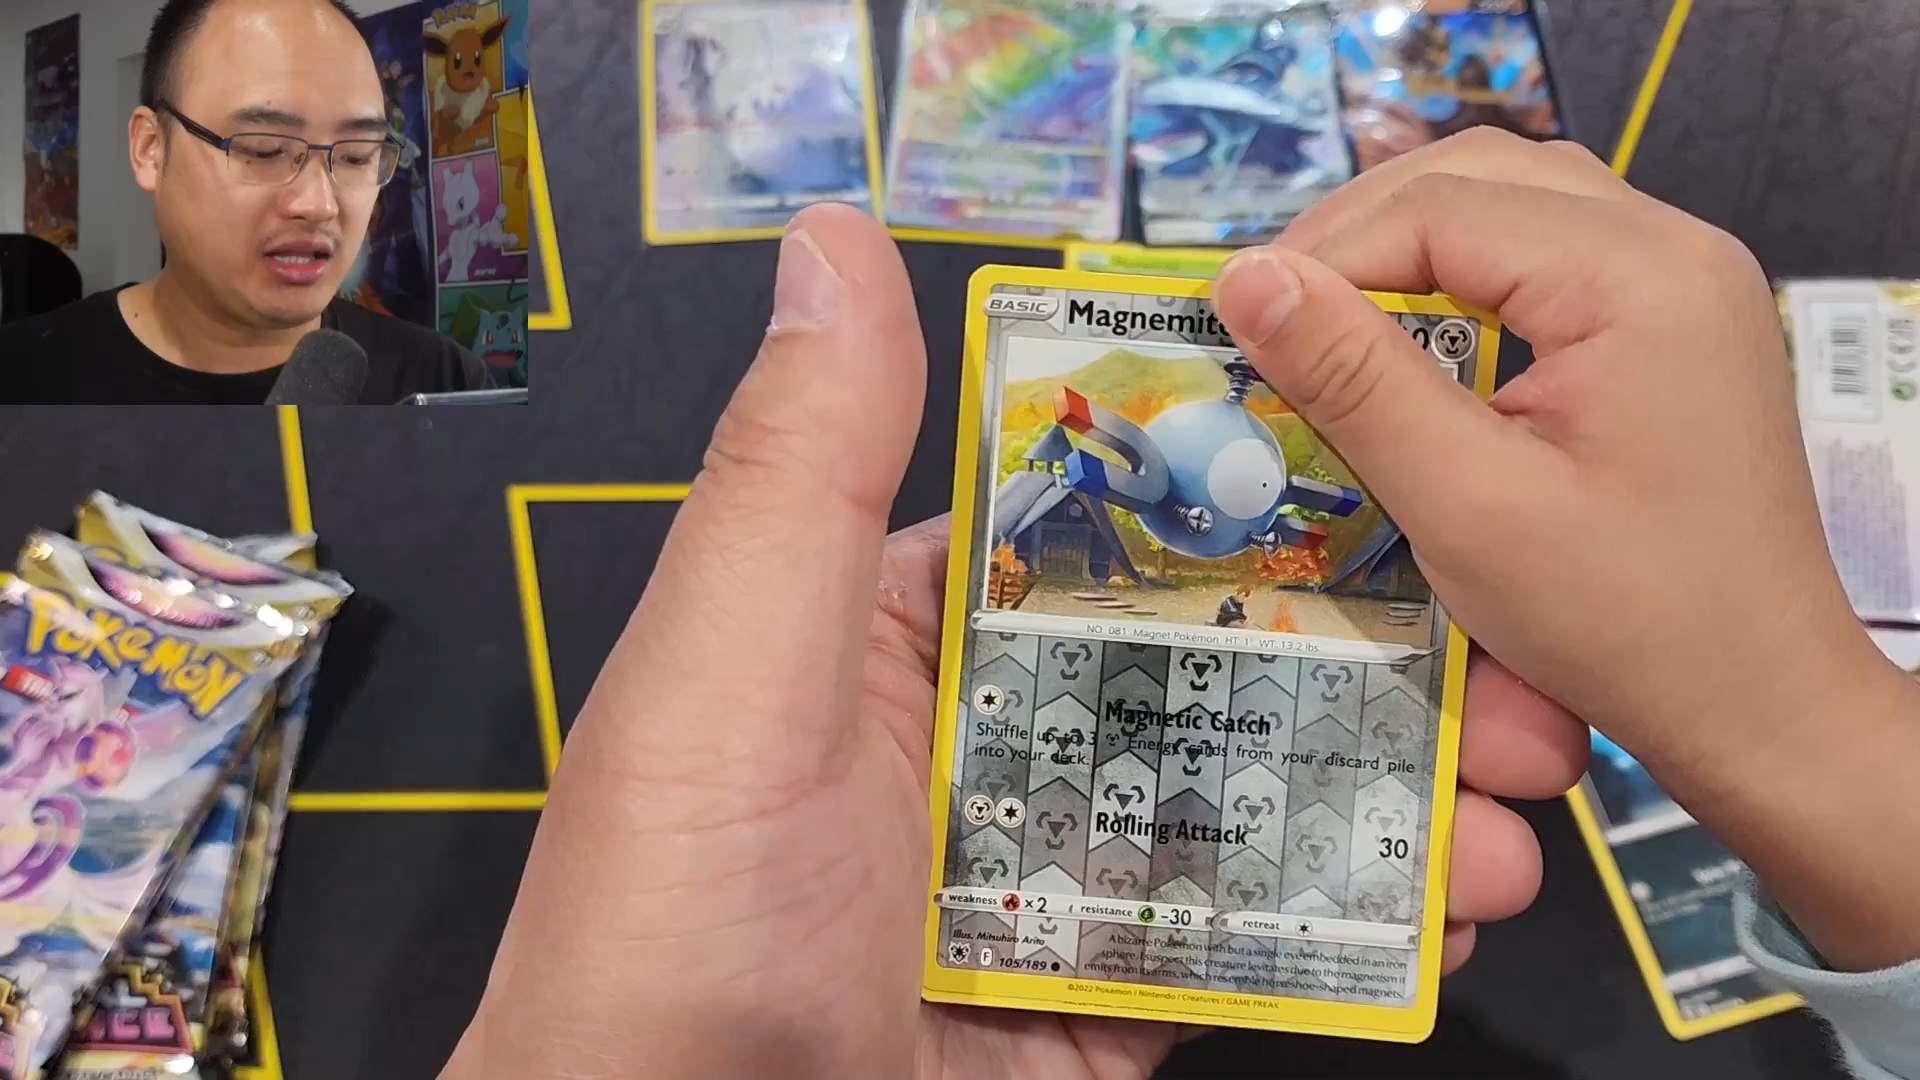 BASIC
Magnemite
NO. 081 Magnet Pokémon HT: 1' WT: 13.2 lbs.
Magnetic Catch
Shuffle up to 3 Energy cards from your discard pile
into your deck.
Rolling Attack
30
weakness ×2 resistance -30 retreat
Illus. Mitsuhiro Arita
F 105/189
A bizarre Pokémon with but a single eye embedded in an iron
sphere. I suspect this creature levitates due to the magnetism it
emits from its arms, which resemble horseshoe-shaped magnets.
©2022 Pokémon / Nintendo / Creatures / GAME FREAK
POKÉMON